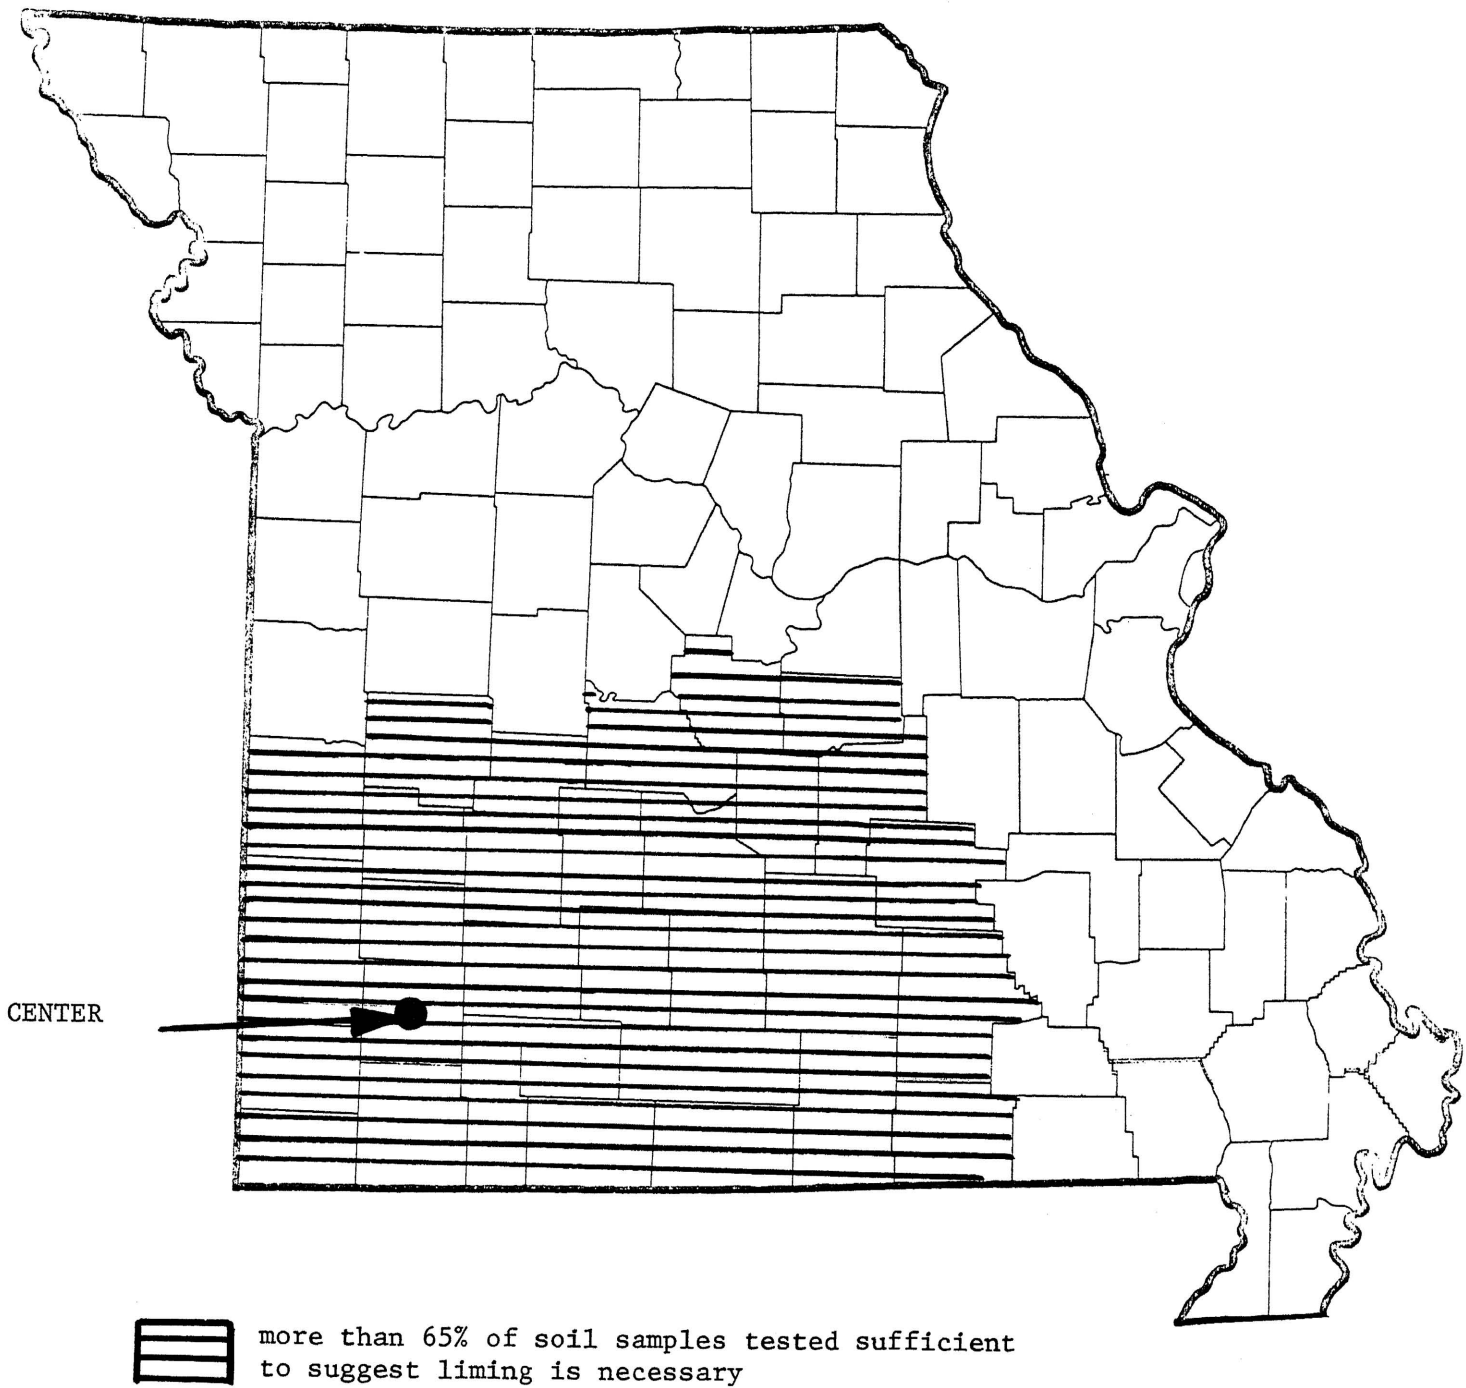 CENTER
more than 65% of soil samples tested sufficient
to suggest liming is necessary